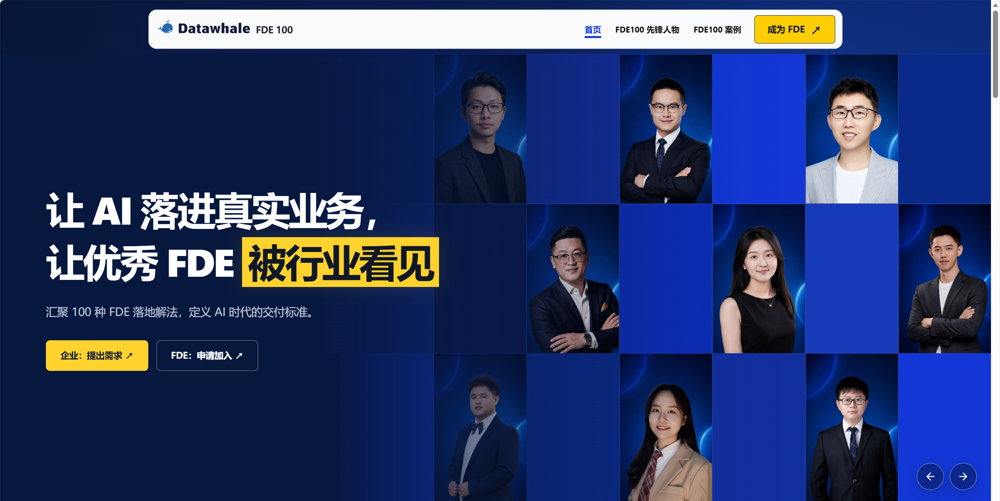 Datawhale FDE 100
首页
FDE100 先锋人物
FDE100 案例
成为 FDE ↗
让 AI 落进真实业务，
让优秀 FDE 被行业看见
汇聚 100 种 FDE 落地解法，定义 AI 时代的交付标准。
企业：提出需求 ↗
FDE：申请加入 ↗